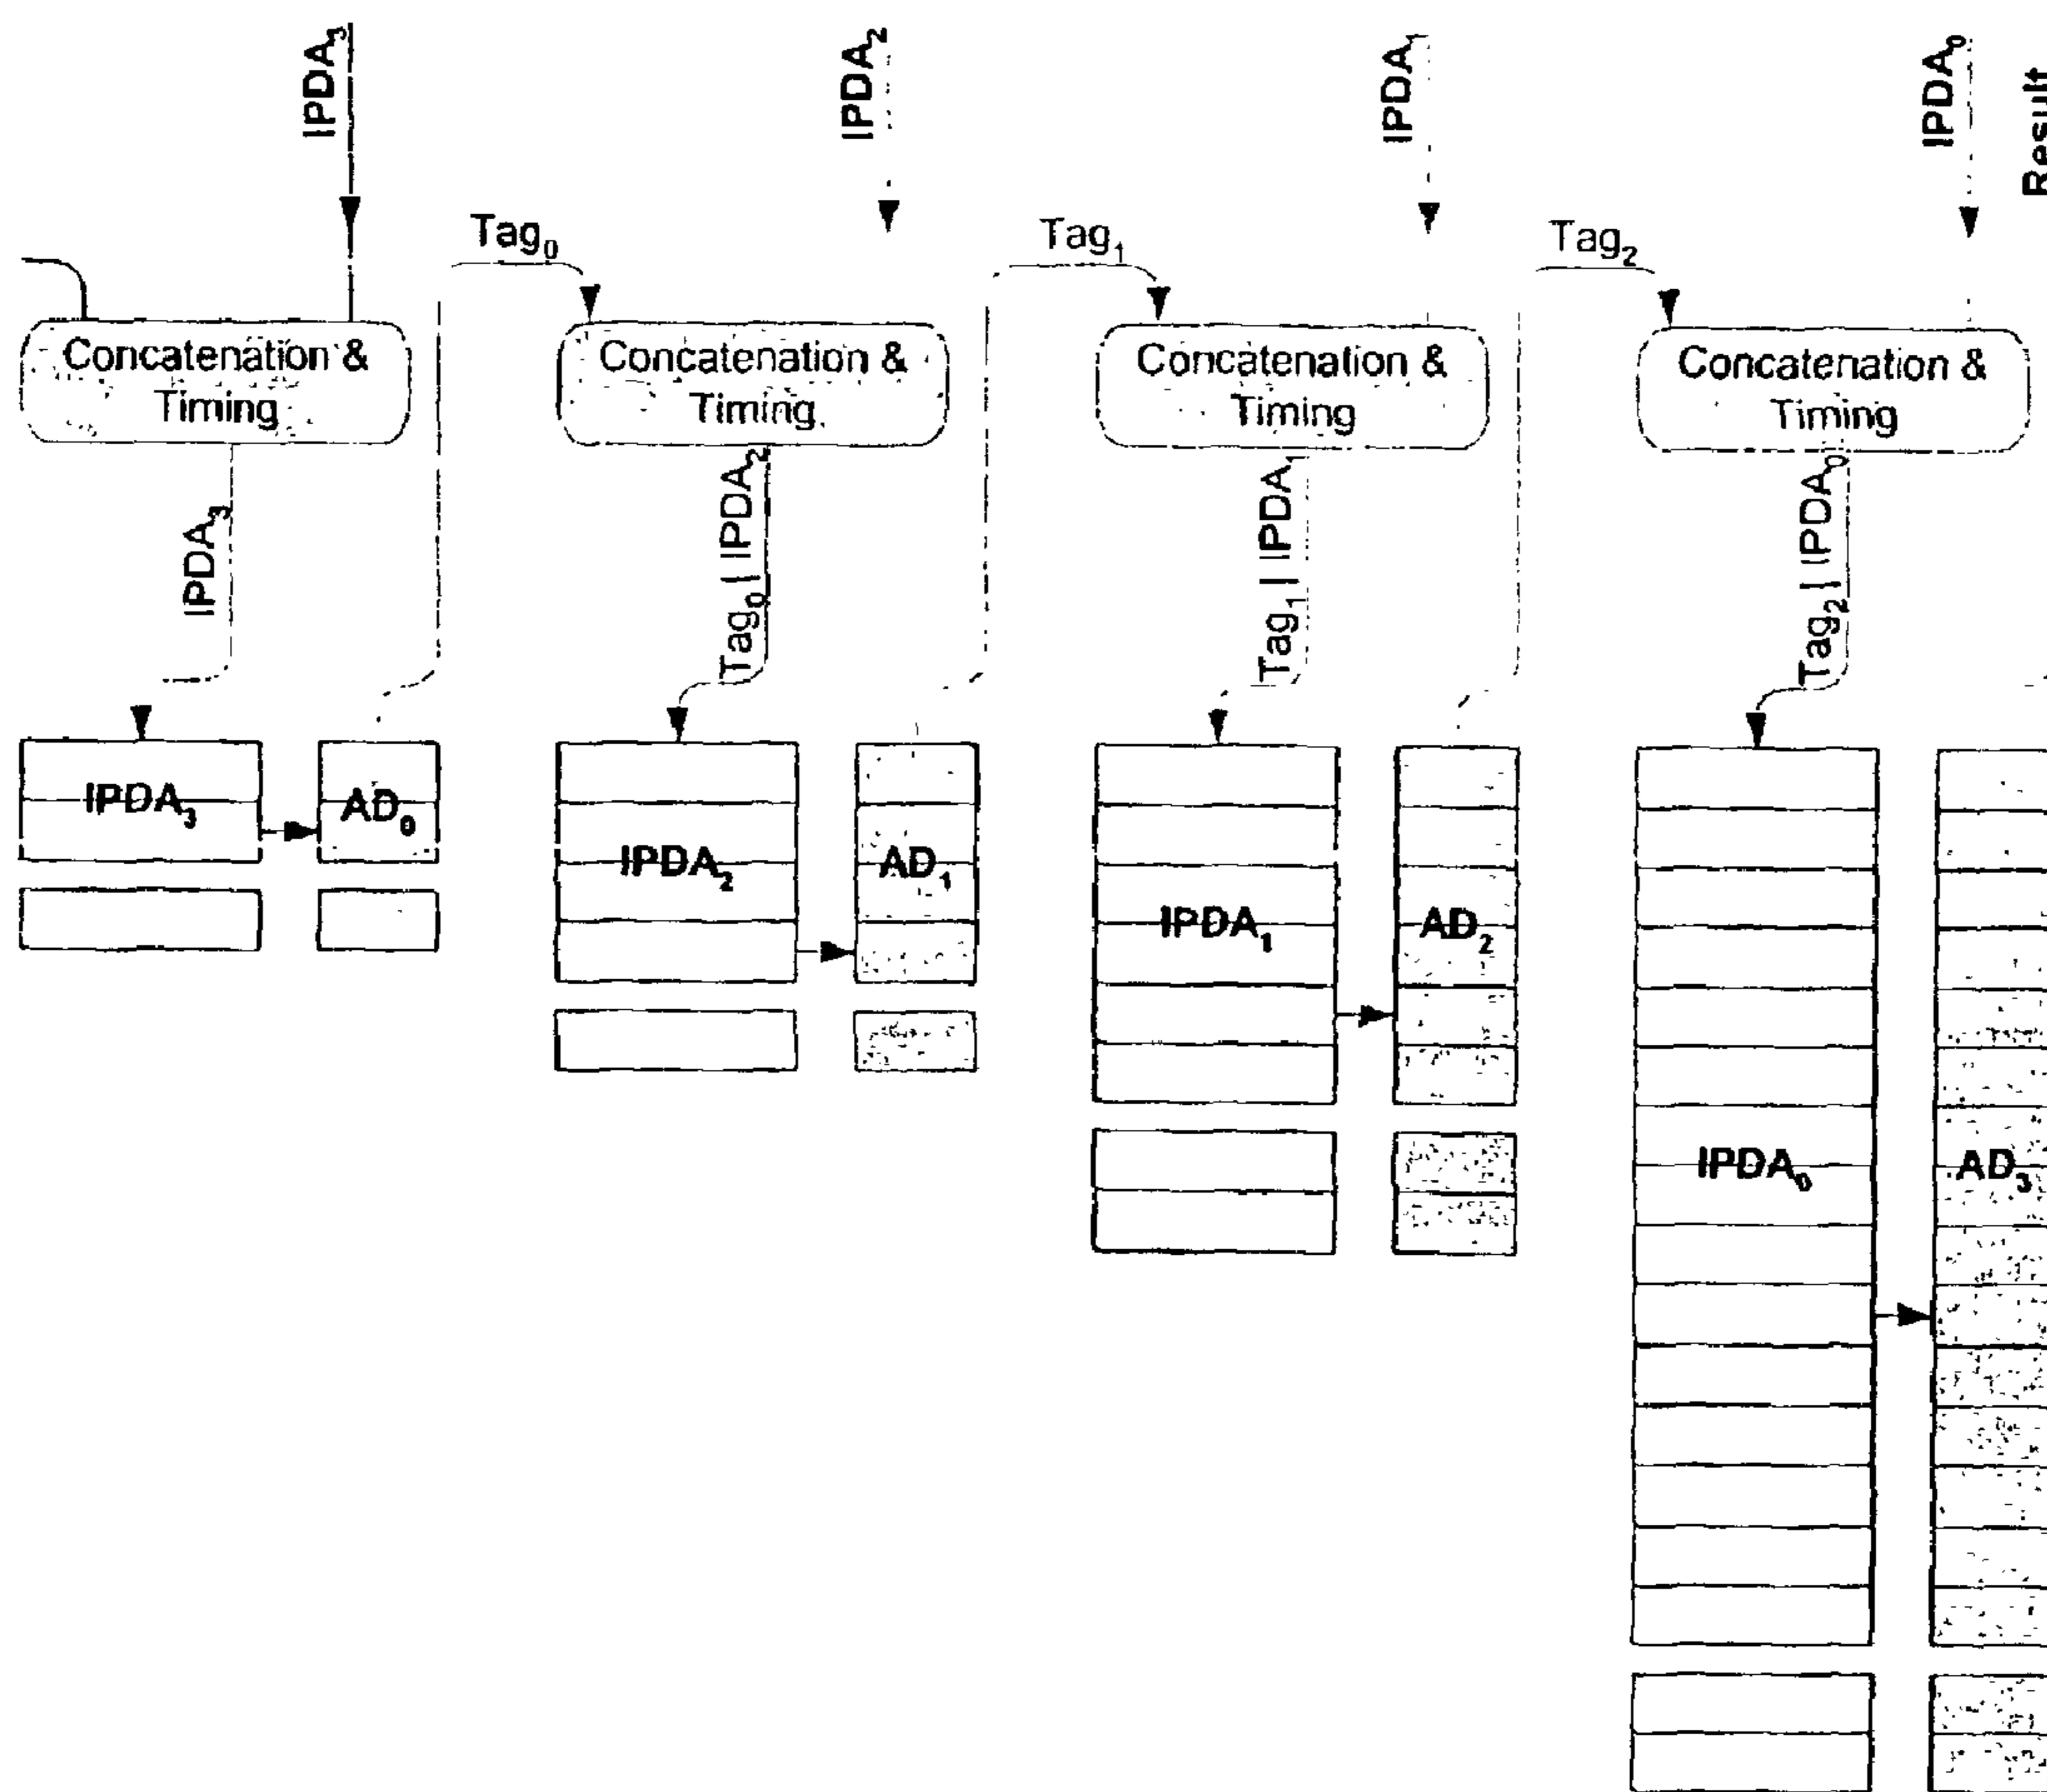 IPDA₃
IPDA₂
IPDA₁
IPDA₀
Result
Tag₀
Tag₁
Tag₂
Concatenation &
Timing
Concatenation &
Timing
Concatenation &
Timing
Concatenation &
Timing
IPDA₃
Tag₀ | IPDA₂
Tag₁ | IPDA₁
Tag₂ | IPDA₀
IPDA₃
AD₀
IPDA₂
AD₁
IPDA₁
AD₂
IPDA₀
AD₃